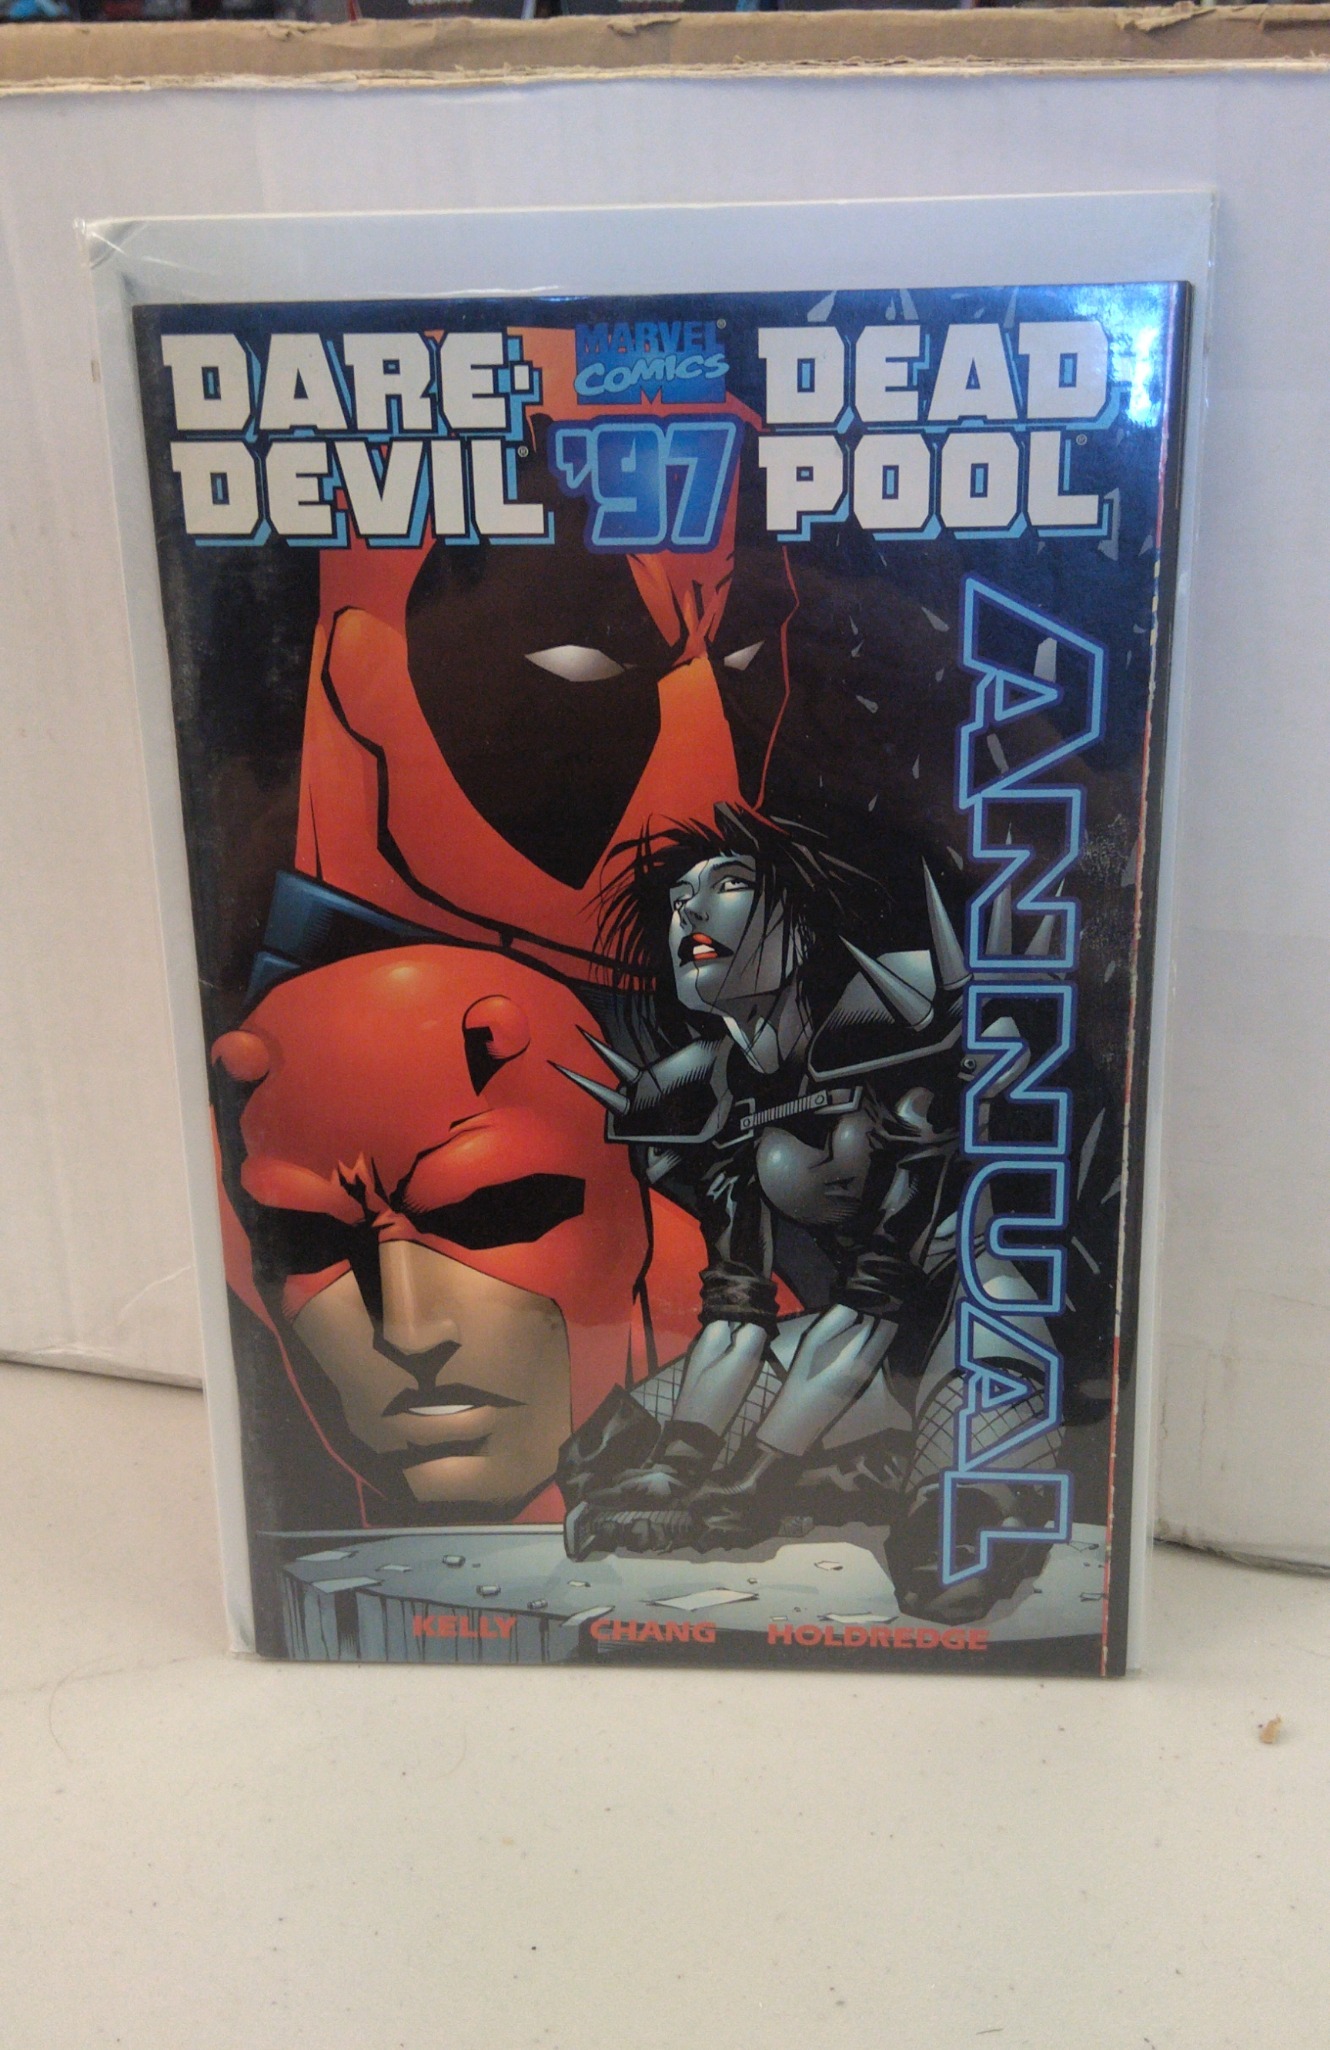 DARE-
DEVIL®
MARVEL®
COMICS
'97
DEAD
POOL®
ANNUAL
KELLY CHANG HOLDREDGE